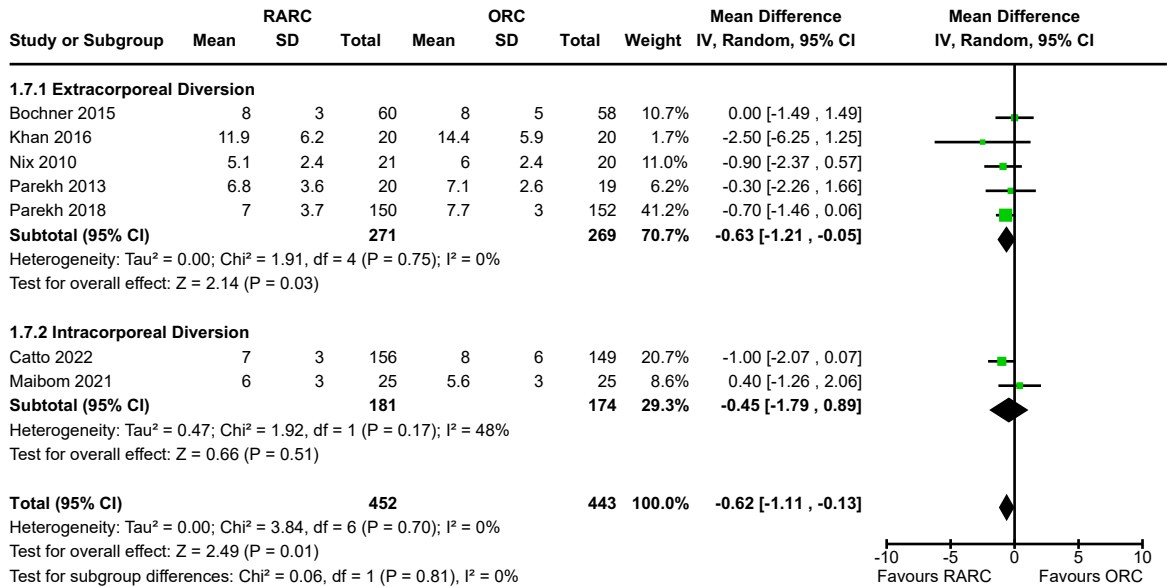 RARC ORC Mean Difference Mean Difference
Study or Subgroup Mean SD Total Mean SD Total Weight IV, Random, 95% CI IV, Random, 95% CI
1.7.1 Extracorporeal Diversion
Bochner 2015 8 3 60 8 5 58 10.7% 0.00 [-1.49 , 1.49]
Khan 2016 11.9 6.2 20 14.4 5.9 20 1.7% -2.50 [-6.25 , 1.25]
Nix 2010 5.1 2.4 21 6 2.4 20 11.0% -0.90 [-2.37 , 0.57]
Parekh 2013 6.8 3.6 20 7.1 2.6 19 6.2% -0.30 [-2.26 , 1.66]
Parekh 2018 7 3.7 150 7.7 3 152 41.2% -0.70 [-1.46 , 0.06]
Subtotal (95% CI) 271 269 70.7% -0.63 [-1.21 , -0.05]
Heterogeneity: Tau² = 0.00; Chi² = 1.91, df = 4 (P = 0.75); I² = 0%
Test for overall effect: Z = 2.14 (P = 0.03)
1.7.2 Intracorporeal Diversion
Catto 2022 7 3 156 8 6 149 20.7% -1.00 [-2.07 , 0.07]
Maibom 2021 6 3 25 5.6 3 25 8.6% 0.40 [-1.26 , 2.06]
Subtotal (95% CI) 181 174 29.3% -0.45 [-1.79 , 0.89]
Heterogeneity: Tau² = 0.47; Chi² = 1.92, df = 1 (P = 0.17); I² = 48%
Test for overall effect: Z = 0.66 (P = 0.51)
Total (95% CI) 452 443 100.0% -0.62 [-1.11 , -0.13]
Heterogeneity: Tau² = 0.00; Chi² = 3.84, df = 6 (P = 0.70); I² = 0%
Test for overall effect: Z = 2.49 (P = 0.01)
Test for subgroup differences: Chi² = 0.06, df = 1 (P = 0.81), I² = 0%
-10 -5 0 5 10
Favours RARC Favours ORC